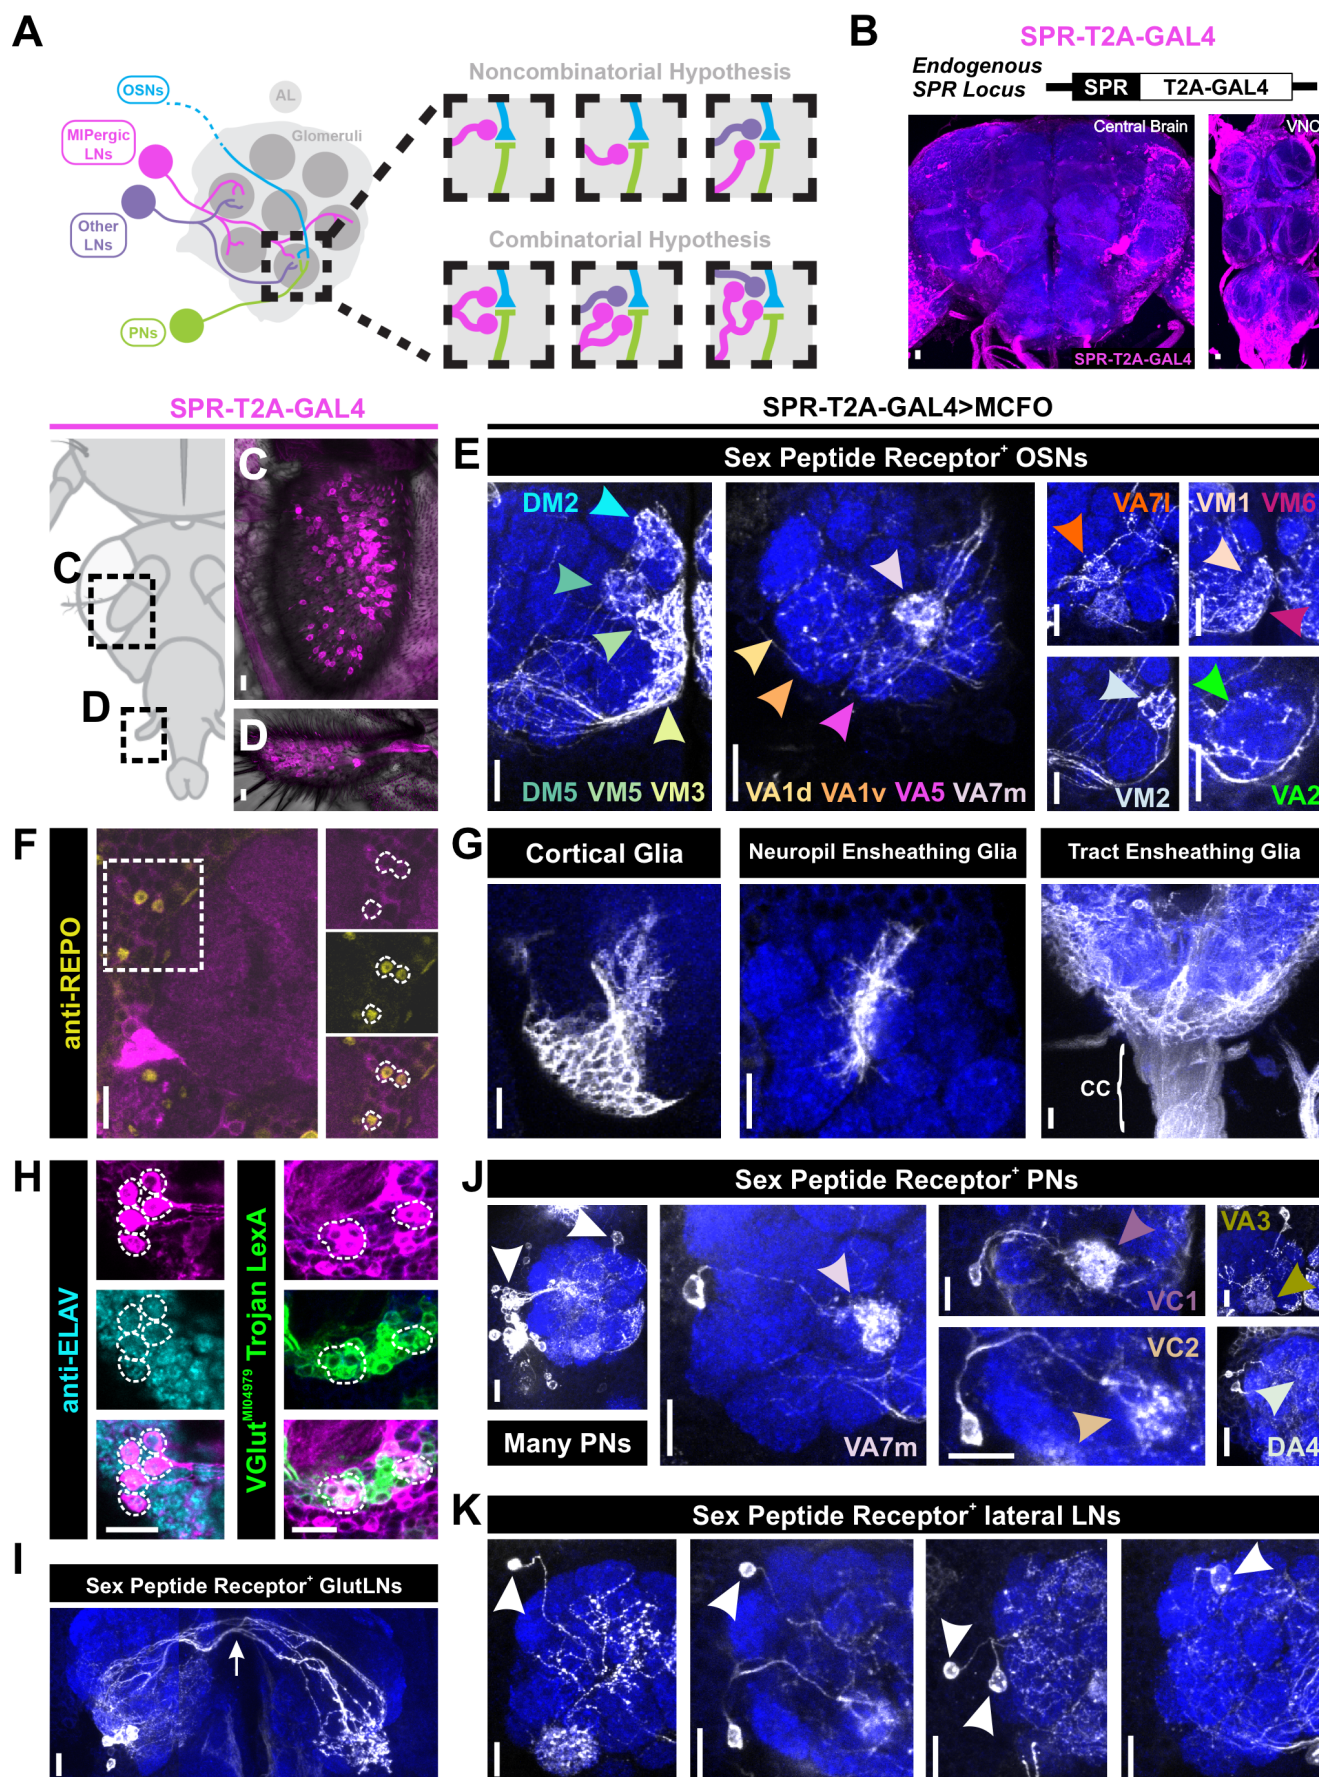 A
OSNs
AL
MIPergic
LNs
Glomeruli
Other
LNs
PNs
Noncombinatorial Hypothesis
Combinatorial Hypothesis
B
SPR-T2A-GAL4
Endogenous
SPR Locus
SPR
T2A-GAL4
Central Brain
VNC
SPR-T2A-GAL4
SPR-T2A-GAL4
C
D
C
D
SPR-T2A-GAL4>MCFO
E
Sex Peptide Receptor+ OSNs
DM2
DM5 VM5 VM3
VA1d VA1v VA5 VA7m
VA7l
VM1 VM6
VM2
VA2
F
anti-REPO
G
Cortical Glia
Neuropil Ensheathing Glia
Tract Ensheathing Glia
CC
H
anti-ELAV
VGlutMI04979 Trojan LexA
I
Sex Peptide Receptor+ GlutLNs
J
Sex Peptide Receptor+ PNs
Many PNs
VA7m
VC1
VC2
VA3
DA4
K
Sex Peptide Receptor+ lateral LNs